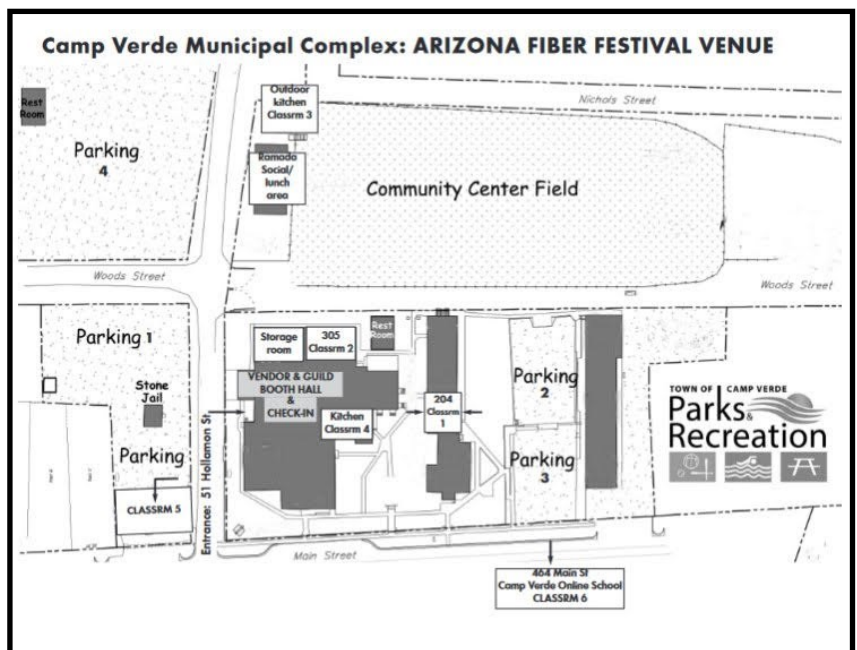 Camp Verde Municipal Complex: ARIZONA FIBER FESTIVAL VENUE
Rest
Room
Parking
4
Outdoor
kitchen
Classrm 3
Ramada
Social/
lunch
area
Nichols Street
Community Center Field
Woods Street
Woods Street
Parking 1
Stone
Jail
Parking
CLASSRM 5
Entrance: 51 Hollamon St.
Storage
room
305
Classrm 2
Rest
Room
VENDOR & GUILD
BOOTH HALL
&
CHECK-IN
Kitchen
Classrm 4
204
Classrm
1
Parking
2
Parking
3
TOWN OF CAMP VERDE
Parks &
Recreation
Main Street
464 Main St
Camp Verde Online School
CLASSRM 6